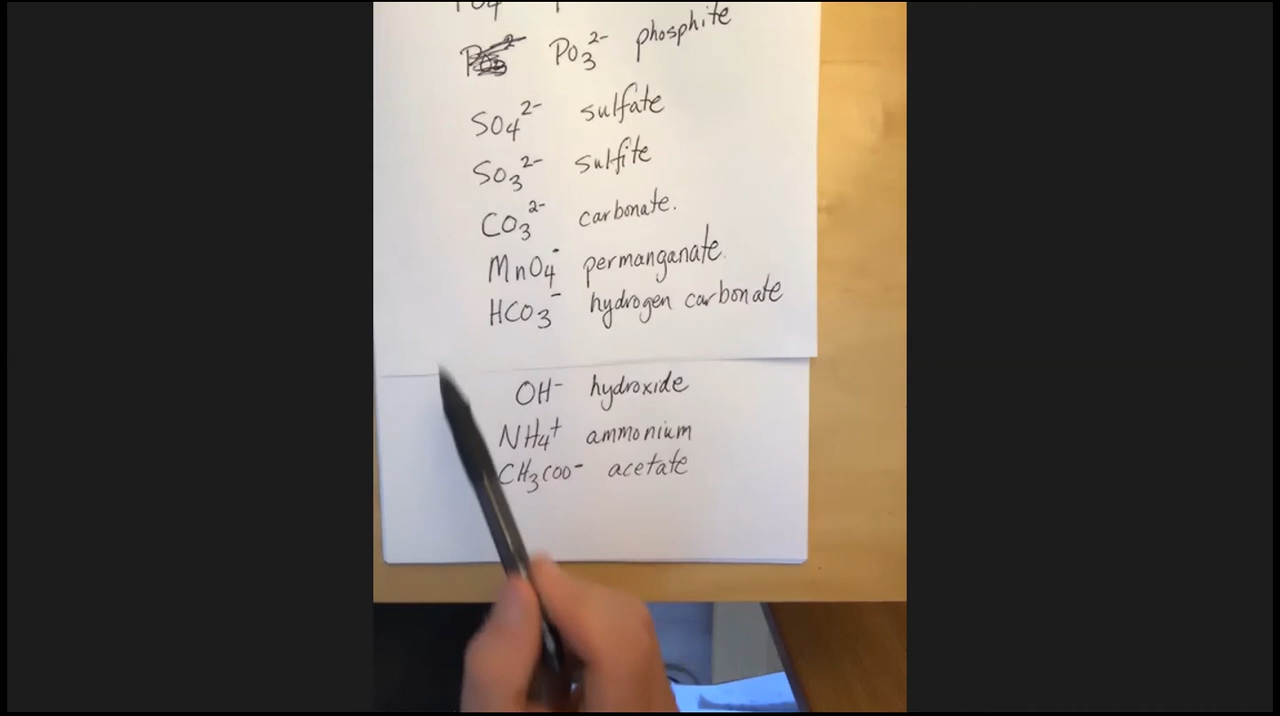 PO4
PO3 2- phosphite
SO4 2- sulfate
SO3 2- sulfite
CO3 2- carbonate.
MnO4 - permanganate.
HCO3 - hydrogen carbonate
OH- hydroxide
NH4+ ammonium
CH3COO- acetate